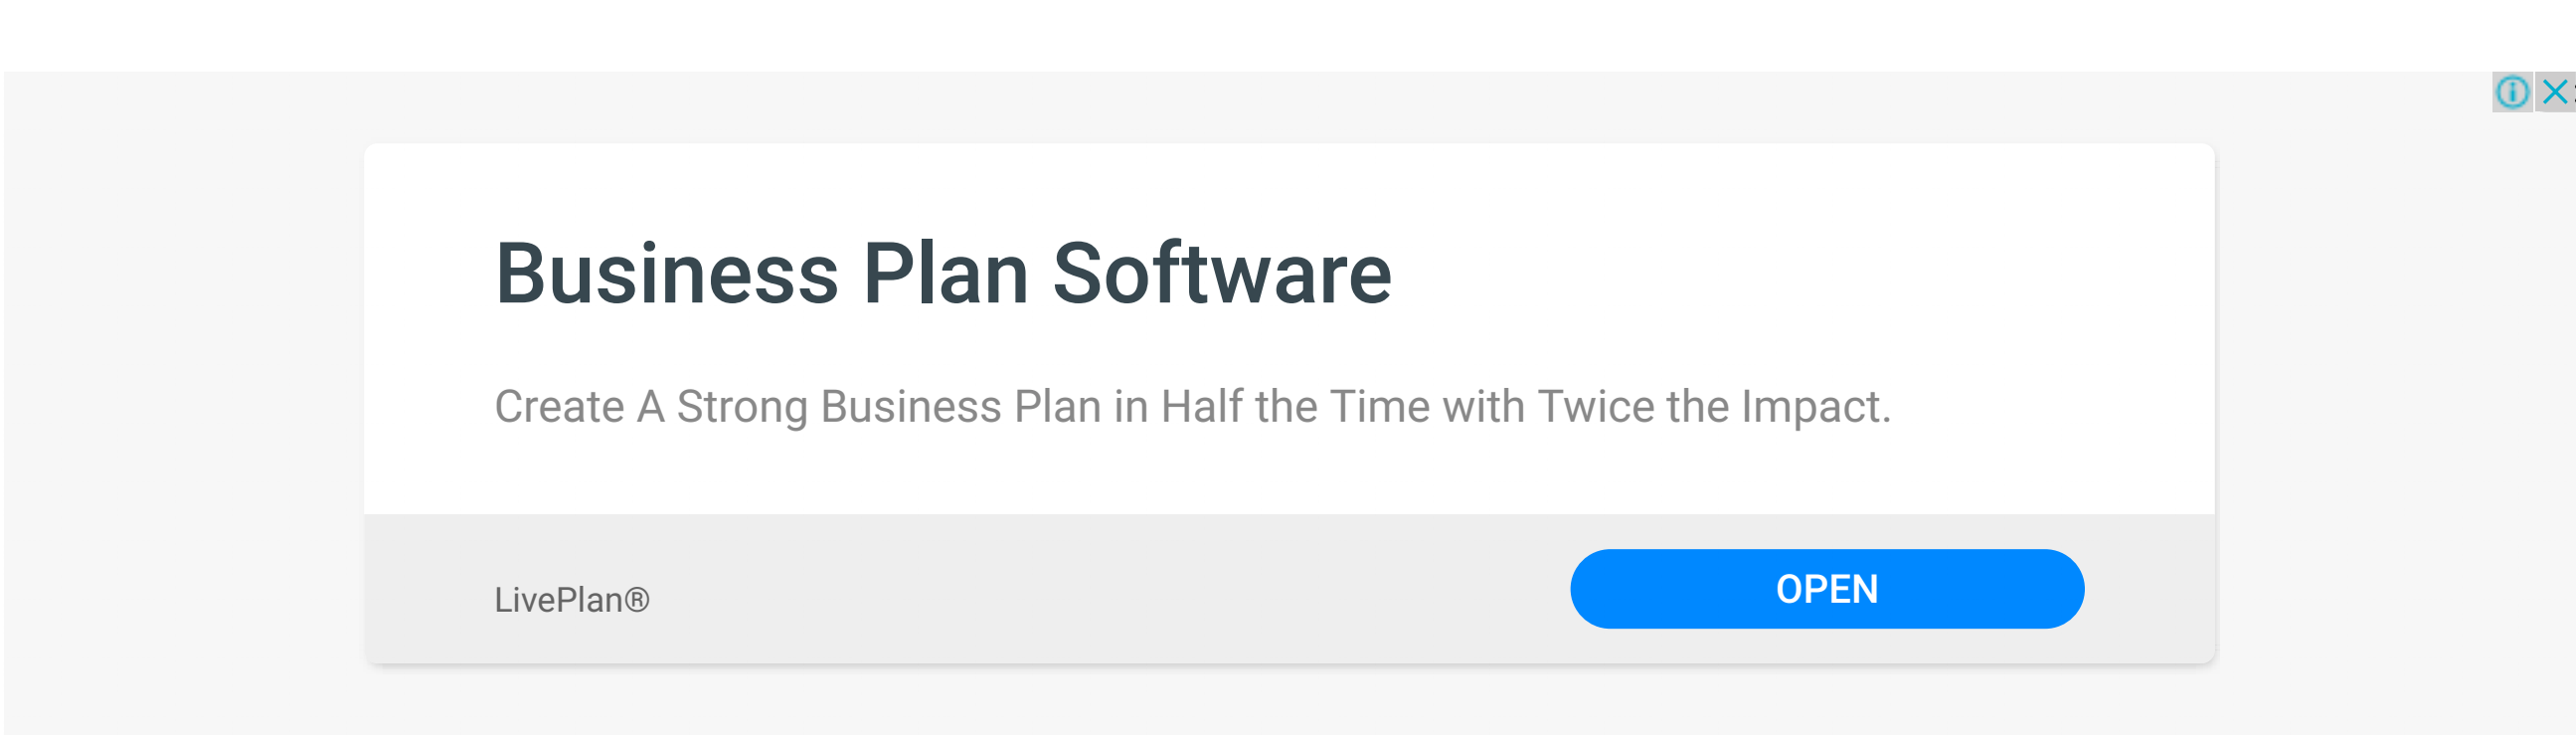 Business Plan Software
Create A Strong Business Plan in Half the Time with Twice the Impact.
LivePlan®
OPEN